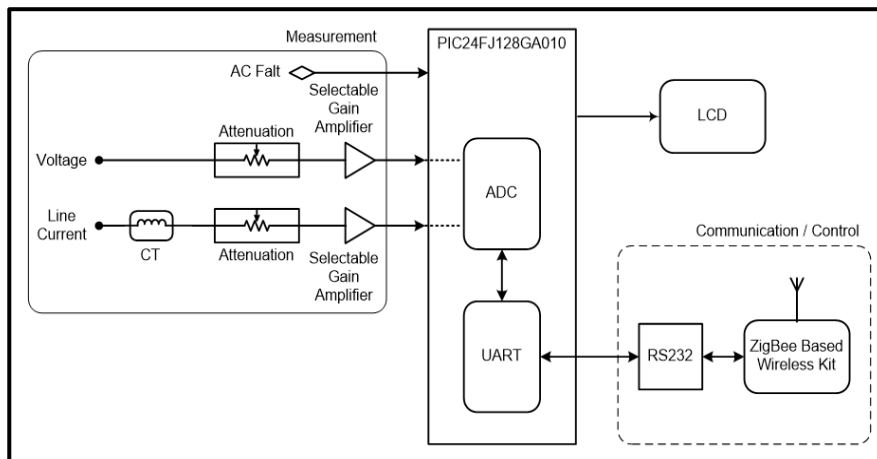 Measurement
PIC24FJ128GA010
AC Falt
Selectable
Gain
Amplifier
Attenuation
Voltage
Line
Current
CT
Attenuation
Selectable
Gain
Amplifier
ADC
UART
LCD
Communication / Control
RS232
ZigBee Based
Wireless Kit